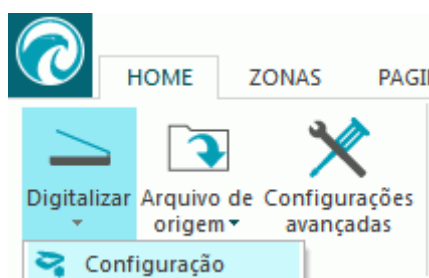 HOME ZONAS
Digitalizar Arquivo de Configurações
origem avançadas
Configuração